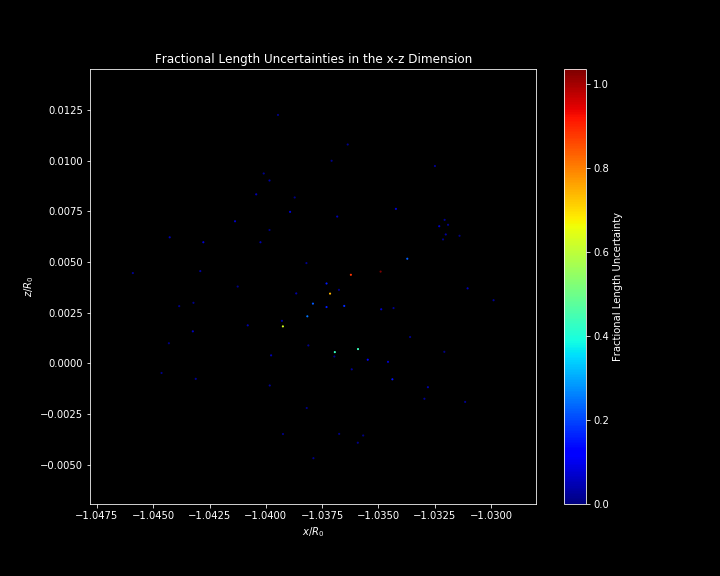 Fractional Length Uncertainties in the x-z Dimension
0.0125
0.0100
0.0075
0.0050
0.0025
0.0000
−0.0025
−0.0050
z/R₀
−1.0475 −1.0450 −1.0425 −1.0400 −1.0375 −1.0350 −1.0325 −1.0300
x/R₀
1.0
0.8
0.6
0.4
0.2
0.0
Fractional Length Uncertainty